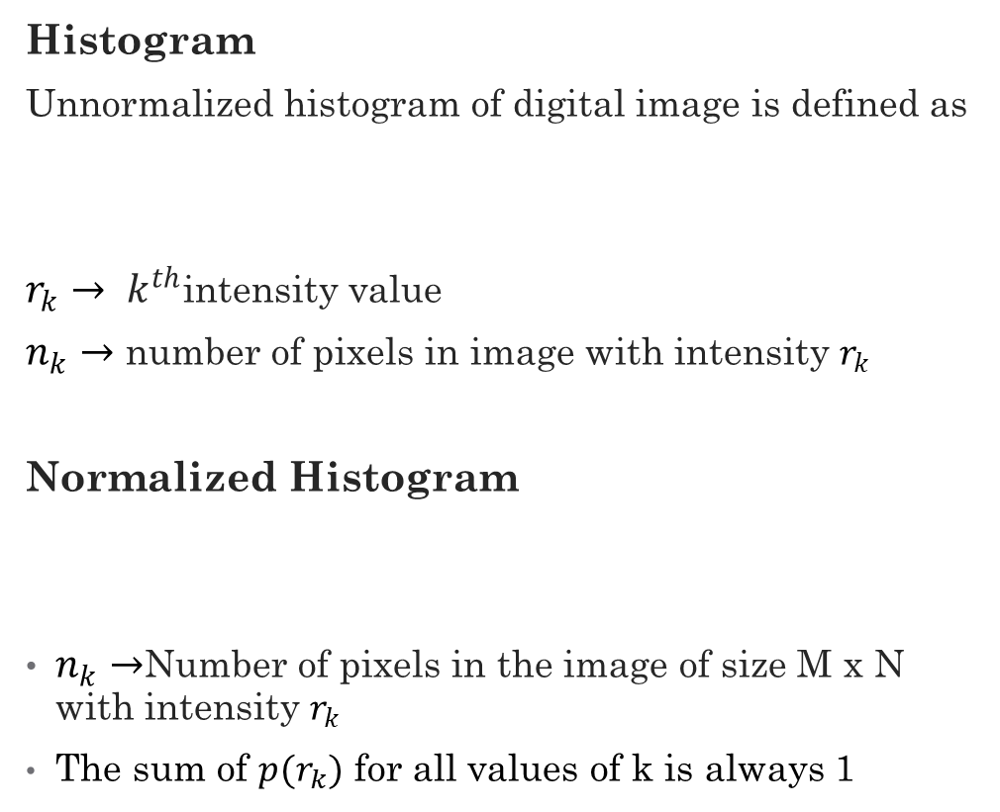 Histogram
Unnormalized histogram of digital image is defined as
r_k → k^{th}intensity value
n_k → number of pixels in image with intensity r_k
Normalized Histogram
• n_k →Number of pixels in the image of size M x N
with intensity r_k
• The sum of p(r_k) for all values of k is always 1